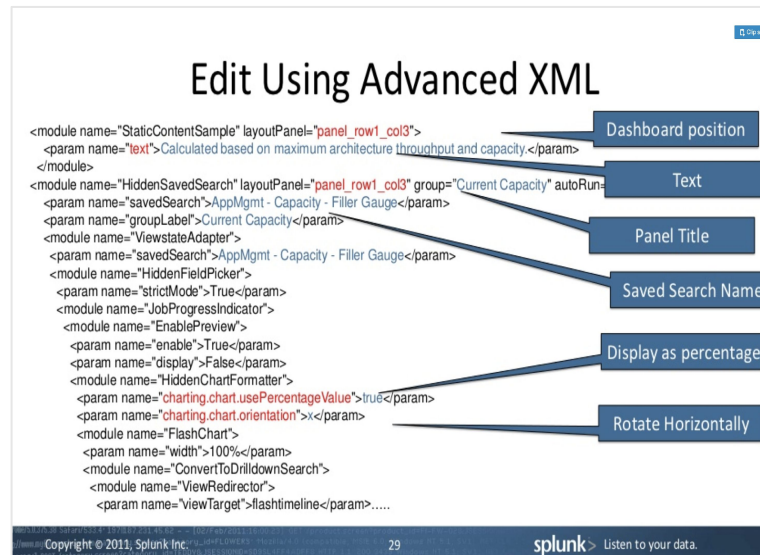 Clip
Edit Using Advanced XML
<module name="StaticContentSample" layoutPanel="panel_row1_col3">
<param name="text">Calculated based on maximum architecture throughput and capacity.</param>
</module>
<module name="HiddenSavedSearch" layoutPanel="panel_row1_col3" group="Current Capacity" autoRun=
<param name="savedSearch">AppMgmt - Capacity - Filler Gauge</param>
<param name="groupLabel">Current Capacity</param>
<module name="ViewstateAdapter">
<param name="savedSearch">AppMgmt - Capacity - Filler Gauge</param>
<module name="HiddenFieldPicker">
<param name="strictMode">True</param>
<module name="JobProgressIndicator">
<module name="EnablePreview">
<param name="enable">True</param>
<param name="display">False</param>
<module name="HiddenChartFormatter">
<param name="charting.chart.usePercentageValue">true</param>
<param name="charting.chart.orientation">x</param>
<module name="FlashChart">
<param name="width">100%</param>
<module name="ConvertToDrilldownSearch">
<module name="ViewRedirector">
<param name="viewTarget">flashtimeline</param>.....
Dashboard position
Text
Panel Title
Saved Search Name
Display as percentage
Rotate Horizontally
Copyright © 2011, Splunk Inc.
29
splunk> Listen to your data.